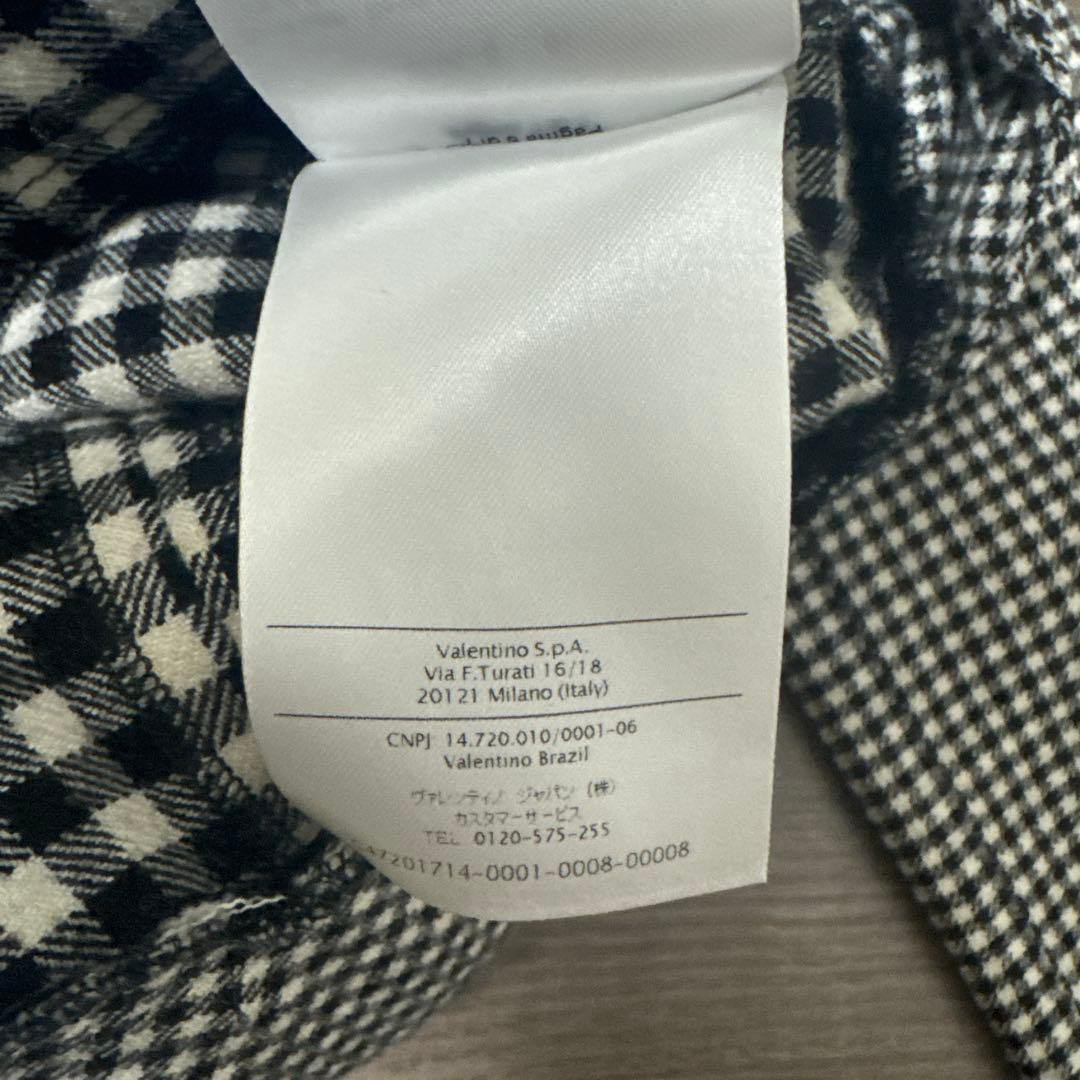 Valentino S.p.A.
Via F.Turati 16/18
20121 Milano (Italy)
CNPJ 14.720.010/0001-06
Valentino Brazil
ヴァレンティノ ジャパン (株)
カスタマーサービス
TEL 0120-575-255
47201714-0001-0008-00008